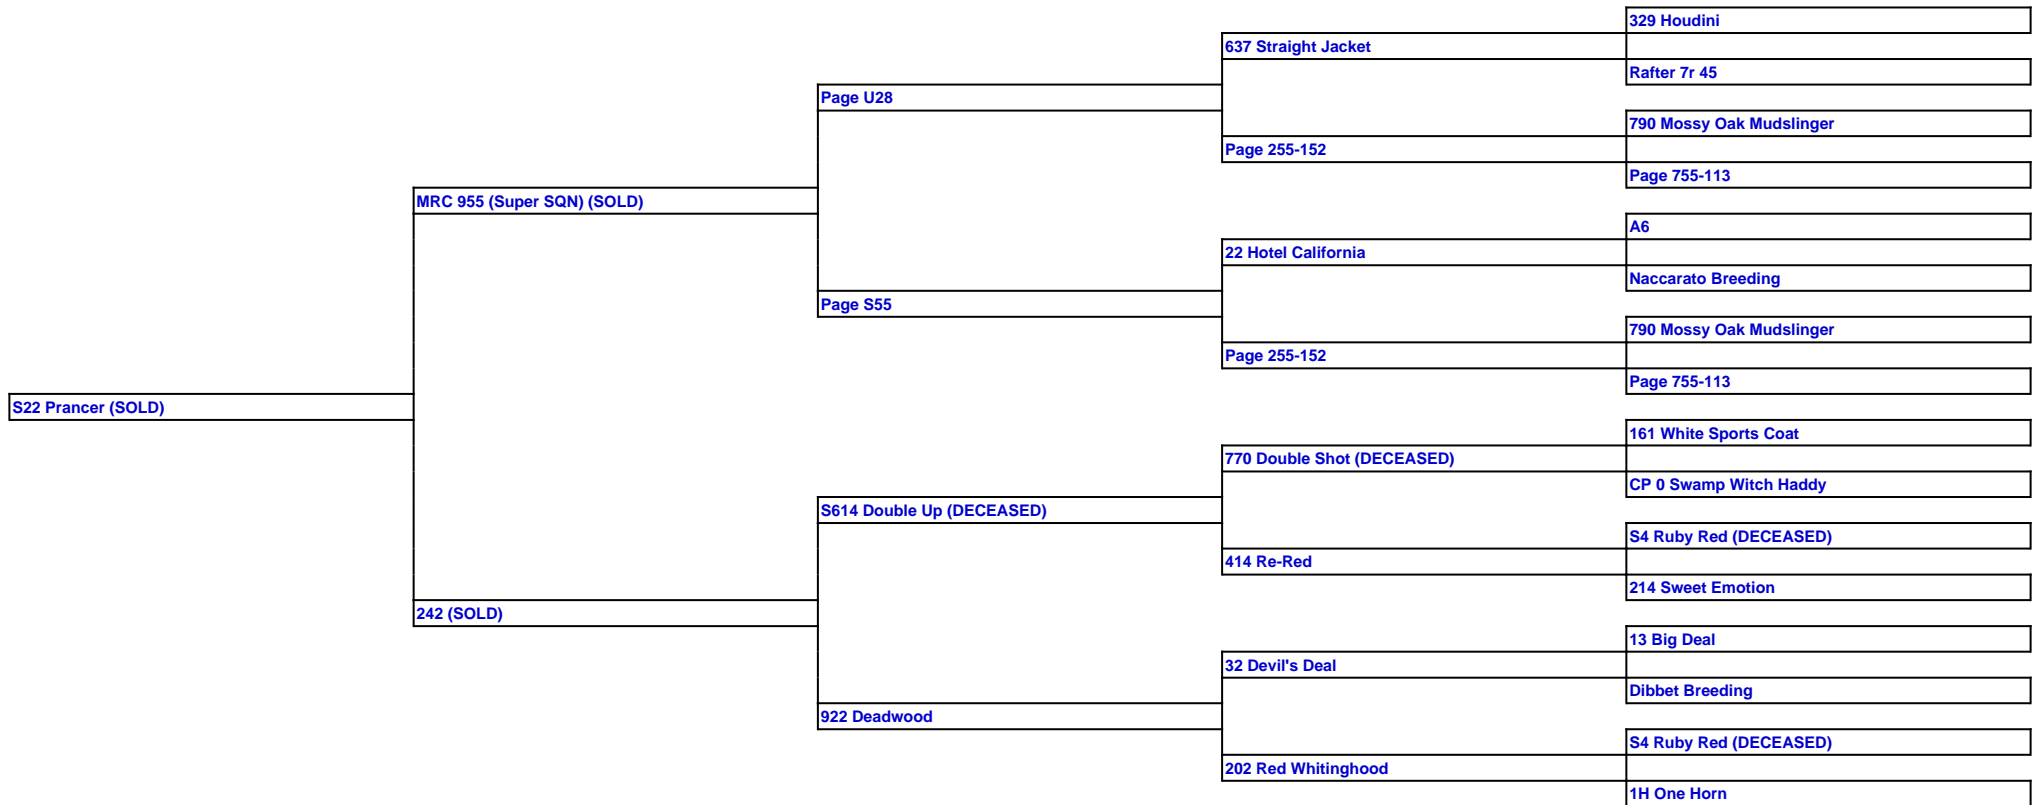 329 Houdini
637 Straight Jacket
Rafter 7r 45
Page U28
790 Mossy Oak Mudslinger
Page 255-152
Page 755-113
MRC 955 (Super SQN) (SOLD)
A6
22 Hotel California
Naccarato Breeding
Page S55
790 Mossy Oak Mudslinger
Page 255-152
Page 755-113
S22 Prancer (SOLD)
161 White Sports Coat
770 Double Shot (DECEASED)
CP 0 Swamp Witch Haddy
S614 Double Up (DECEASED)
S4 Ruby Red (DECEASED)
414 Re-Red
214 Sweet Emotion
242 (SOLD)
13 Big Deal
32 Devil's Deal
Dibbet Breeding
922 Deadwood
S4 Ruby Red (DECEASED)
202 Red Whitinghood
1H One Horn